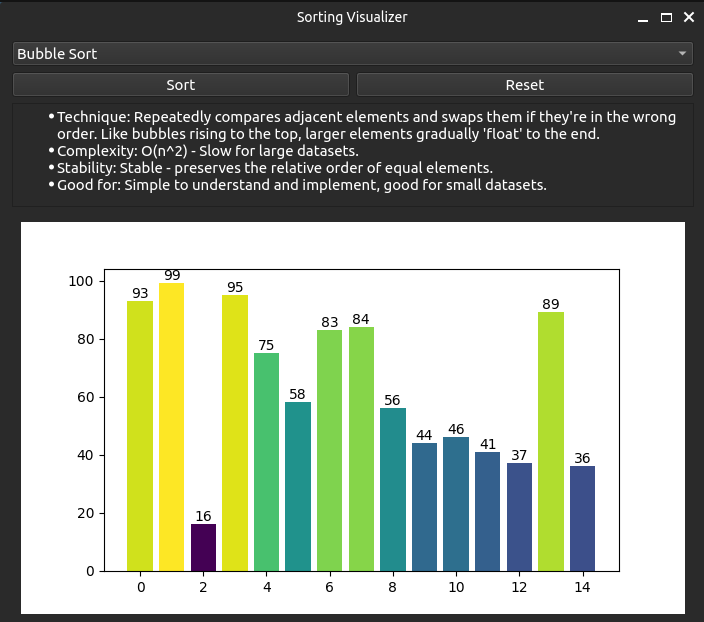 Sorting Visualizer
Bubble Sort
Sort Reset
•Technique: Repeatedly compares adjacent elements and swaps them if they're in the wrong
order. Like bubbles rising to the top, larger elements gradually 'float' to the end.
•Complexity: O(n^2) - Slow for large datasets.
•Stability: Stable - preserves the relative order of equal elements.
•Good for: Simple to understand and implement, good for small datasets.
100
80
60
40
20
0
93 99 16 95 75 58 83 84 56 44 46 41 37 89 36
0 2 4 6 8 10 12 14